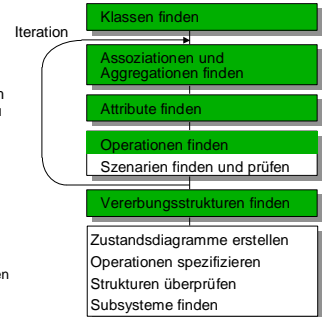 Klassen finden
Iteration
Assoziationen und
Aggregationen finden
Attribute finden
Operationen finden
Szenarien finden und prüfen
Vererbungsstrukturen finden
Zustandsdiagramme erstellen
Operationen spezifizieren
Strukturen überprüfen
Subsysteme finden